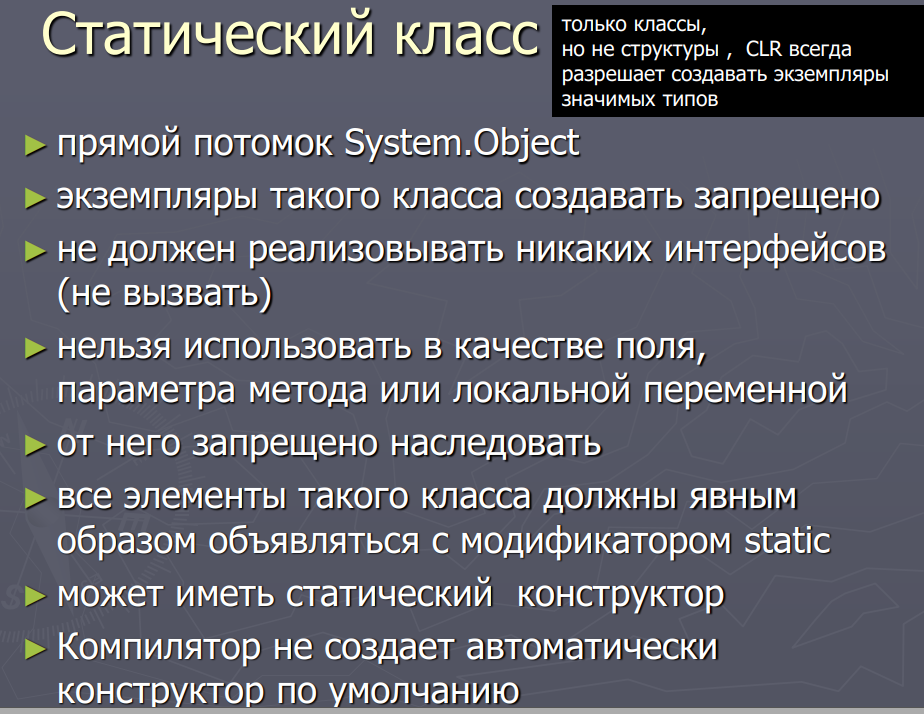 Статический класс
только классы,
но не структуры , CLR всегда
разрешает создавать экземпляры
значимых типов
► прямой потомок System.Object
► экземпляры такого класса создавать запрещено
► не должен реализовывать никаких интерфейсов
(не вызвать)
► нельзя использовать в качестве поля,
параметра метода или локальной переменной
► от него запрещено наследовать
► все элементы такого класса должны явным
образом объявляться с модификатором static
► может иметь статический конструктор
► Компилятор не создает автоматически
конструктор по умолчанию